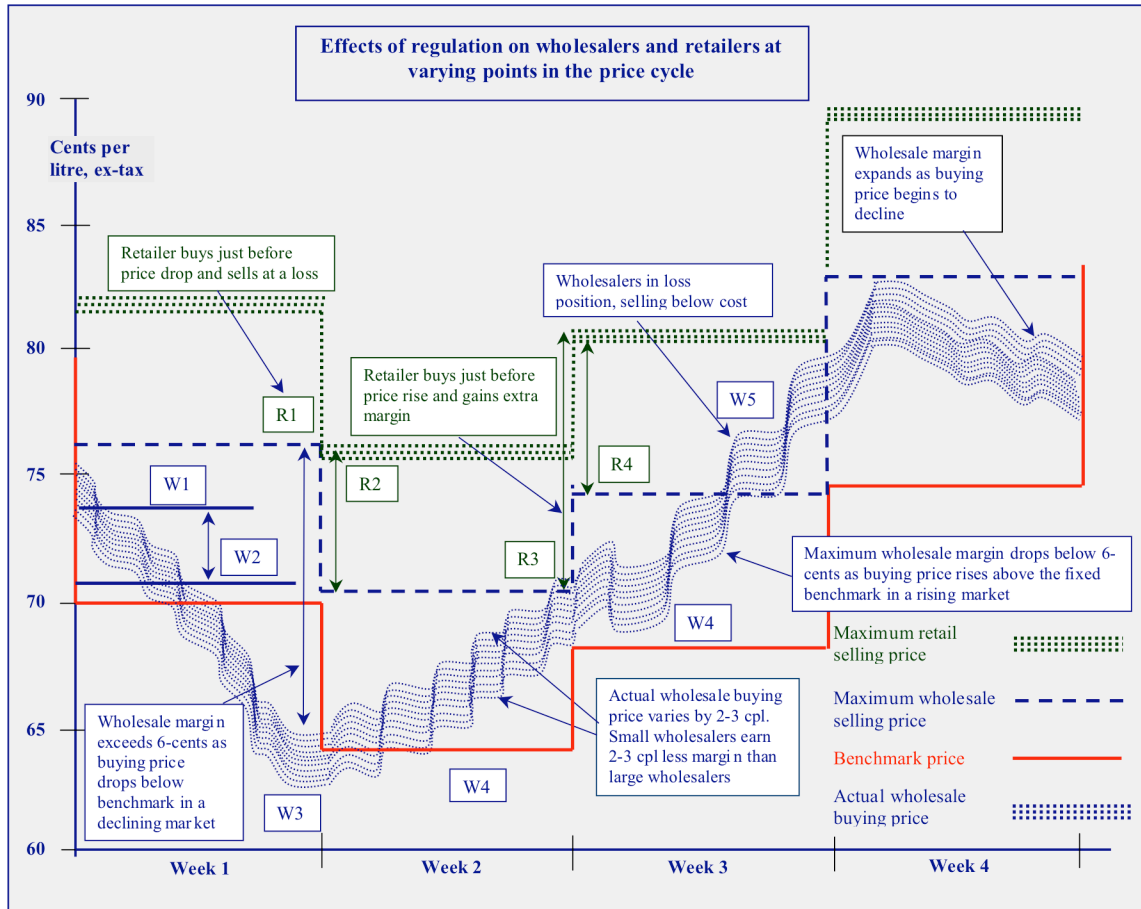 Effects of regulation on wholesalers and retailers at
varying points in the price cycle
90
Cents per
litre, ex-tax
85
80
75
70
65
60
Wholesale margin
expands as buying
price begins to
decline
Retailer buys just before
price drop and sells at a loss
Wholesalers in loss
position, selling below cost
Retailer buys just before
price rise and gains extra
margin
R1
R2
R3
R4
W1
W2
W5
W4
Maximum wholesale margin drops below 6-
cents as buying price rises above the fixed
benchmark in a rising market
Wholesale margin
exceeds 6-cents as
buying price
drops below
benchmark in a
declining market
W3
W4
Actual wholesale buying
price varies by 2-3 cpl.
Small wholesalers earn
2-3 cpl less margin than
large wholesalers
Maximum retail
selling price
Maximum wholesale
selling price
Benchmark price
Actual wholesale
buying price
Week 1
Week 2
Week 3
Week 4